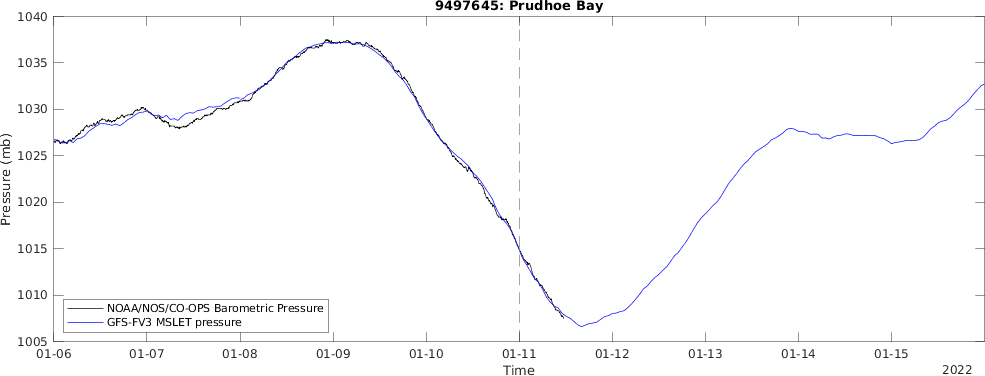 9497645: Prudhoe Bay
Pressure (mb)
1040
1035
1030
1025
1020
1015
1010
1005
NOAA/NOS/CO-OPS Barometric Pressure
GFS-FV3 MSLET pressure
01-06 01-07 01-08 01-09 01-10 01-11 01-12 01-13 01-14 01-15
Time
2022